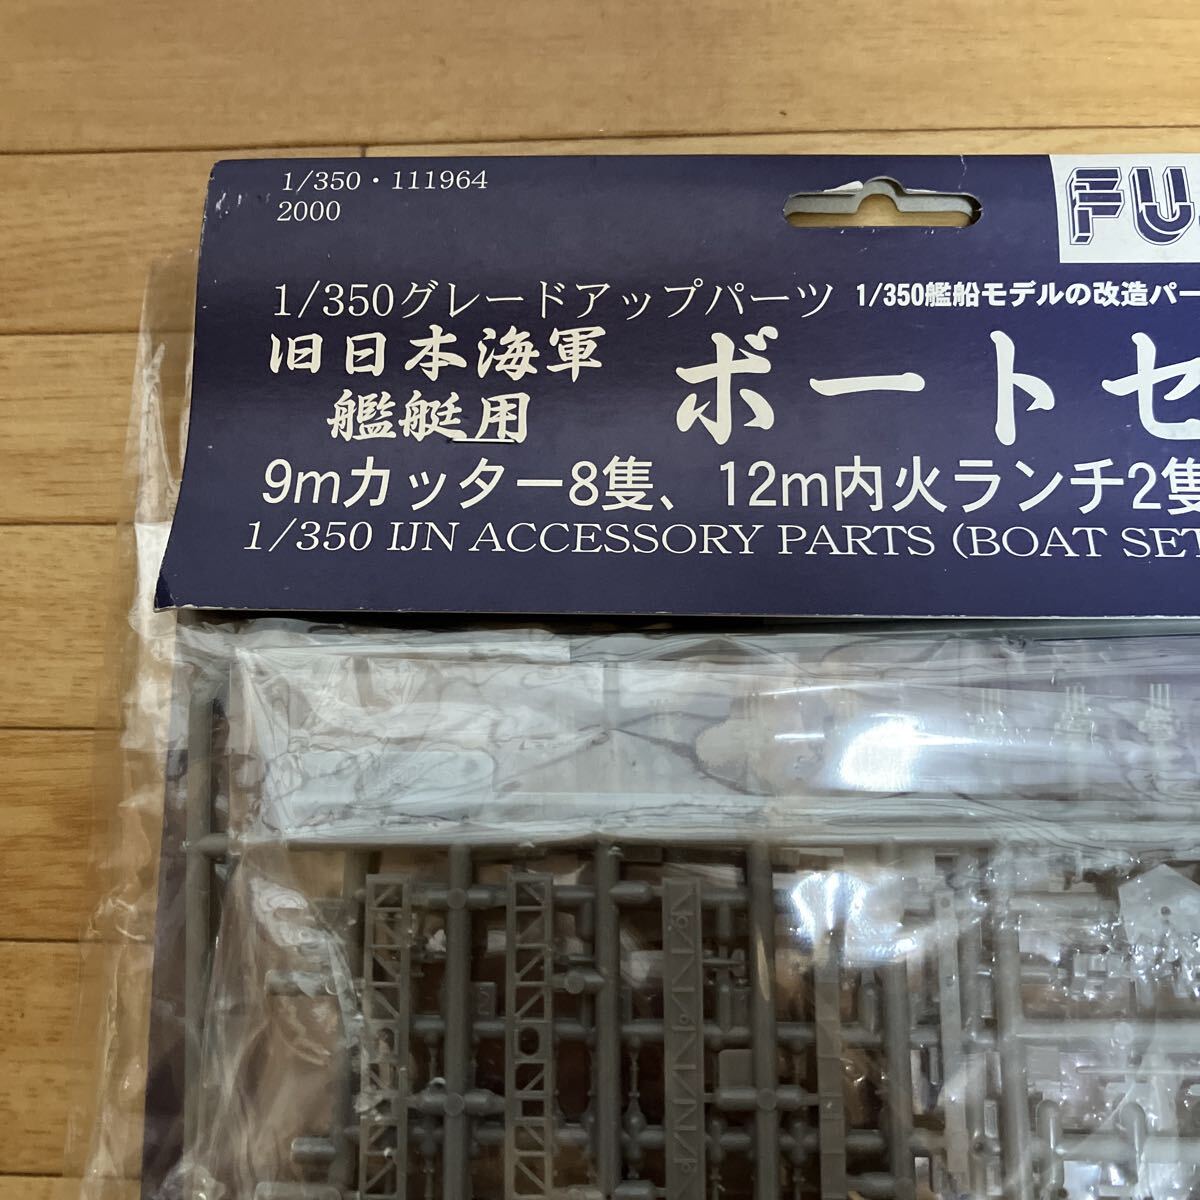 1/350・111964
2000
FU
1/350グレードアップパーツ 1/350艦船モデルの改造パー
旧日本海軍
艦艇用
ボートセ
9mカッター8隻、12m内火ランチ2隻
1/350 IJN ACCESSORY PARTS (BOAT SET